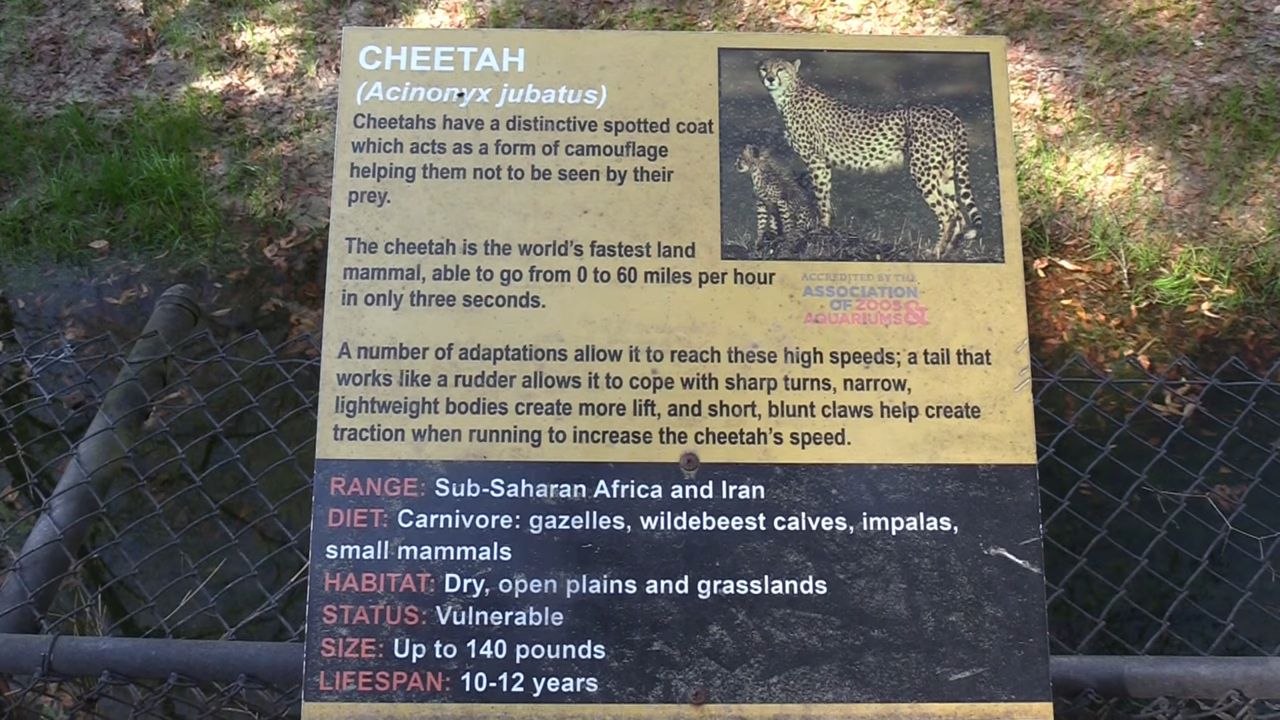 CHEETAH
(Acinonyx jubatus)
Cheetahs have a distinctive spotted coat
which acts as a form of camouflage
helping them not to be seen by their
prey.
The cheetah is the world's fastest land
mammal, able to go from 0 to 60 miles per hour
in only three seconds.
ACCREDITED BY THE
ASSOCIATION
OF ZOOS
AQUARIUMS &
A number of adaptations allow it to reach these high speeds; a tail that
works like a rudder allows it to cope with sharp turns, narrow,
lightweight bodies create more lift, and short, blunt claws help create
traction when running to increase the cheetah's speed.
RANGE: Sub-Saharan Africa and Iran
DIET: Carnivore: gazelles, wildebeest calves, impalas,
small mammals
HABITAT: Dry, open plains and grasslands
STATUS: Vulnerable
SIZE: Up to 140 pounds
LIFESPAN: 10-12 years